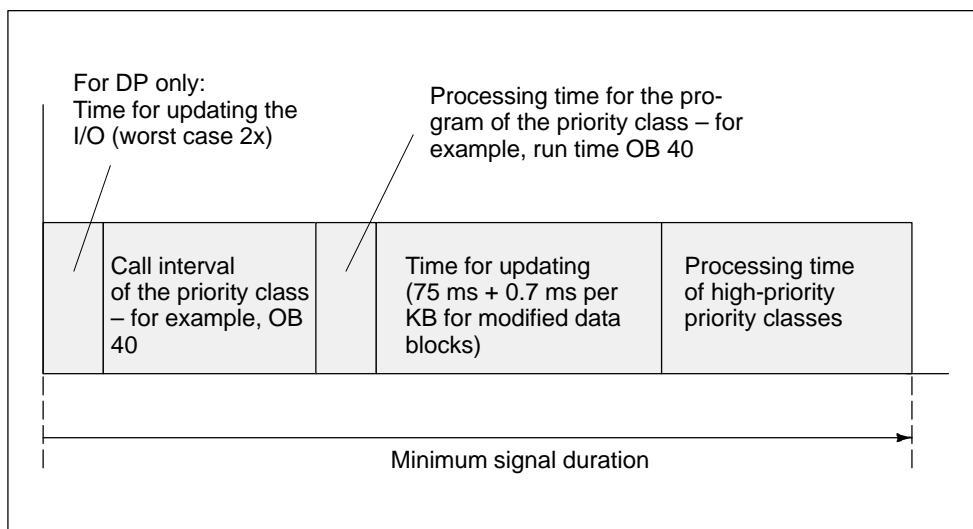 For DP only:
Time for updating the
I/O (worst case 2x)
Processing time for the pro-
gram of the priority class – for
example, run time OB 40
Call interval
of the priority class
– for example, OB
40
Time for updating
(75 ms + 0.7 ms per
KB for modified data
blocks)
Processing time
of high-priority
priority classes
Minimum signal duration